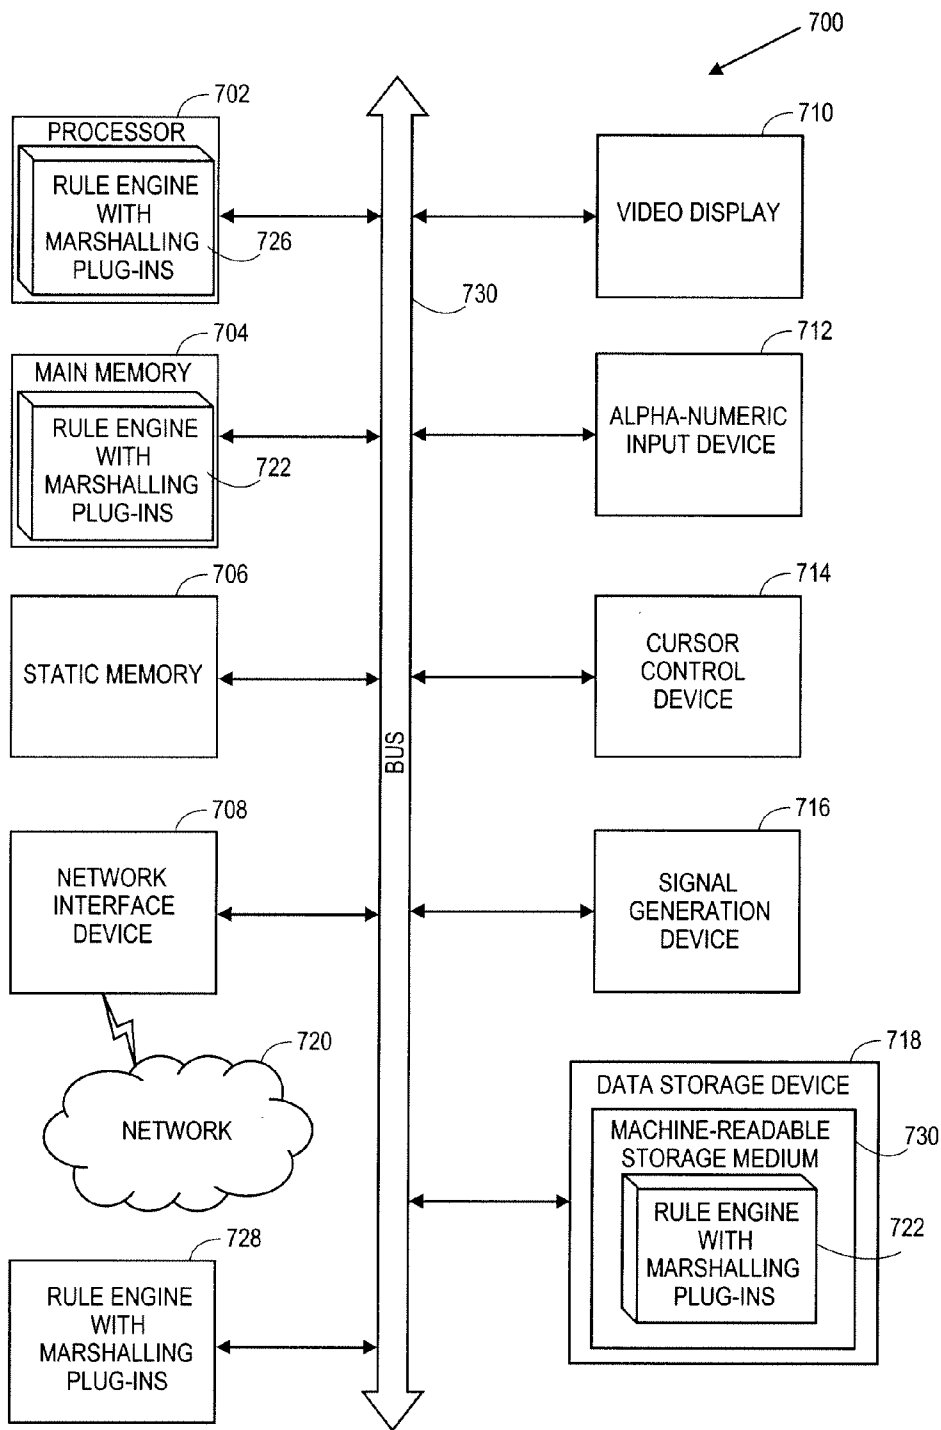 700
702
PROCESSOR
RULE ENGINE
WITH
MARSHALLING
PLUG-INS
726
704
MAIN MEMORY
RULE ENGINE
WITH
MARSHALLING
PLUG-INS
722
706
STATIC MEMORY
708
NETWORK
INTERFACE
DEVICE
720
NETWORK
728
RULE ENGINE
WITH
MARSHALLING
PLUG-INS
730
BUS
710
VIDEO DISPLAY
712
ALPHA-NUMERIC
INPUT DEVICE
714
CURSOR
CONTROL
DEVICE
716
SIGNAL
GENERATION
DEVICE
718
DATA STORAGE DEVICE
MACHINE-READABLE
STORAGE MEDIUM
730
RULE ENGINE
WITH
MARSHALLING
PLUG-INS
722